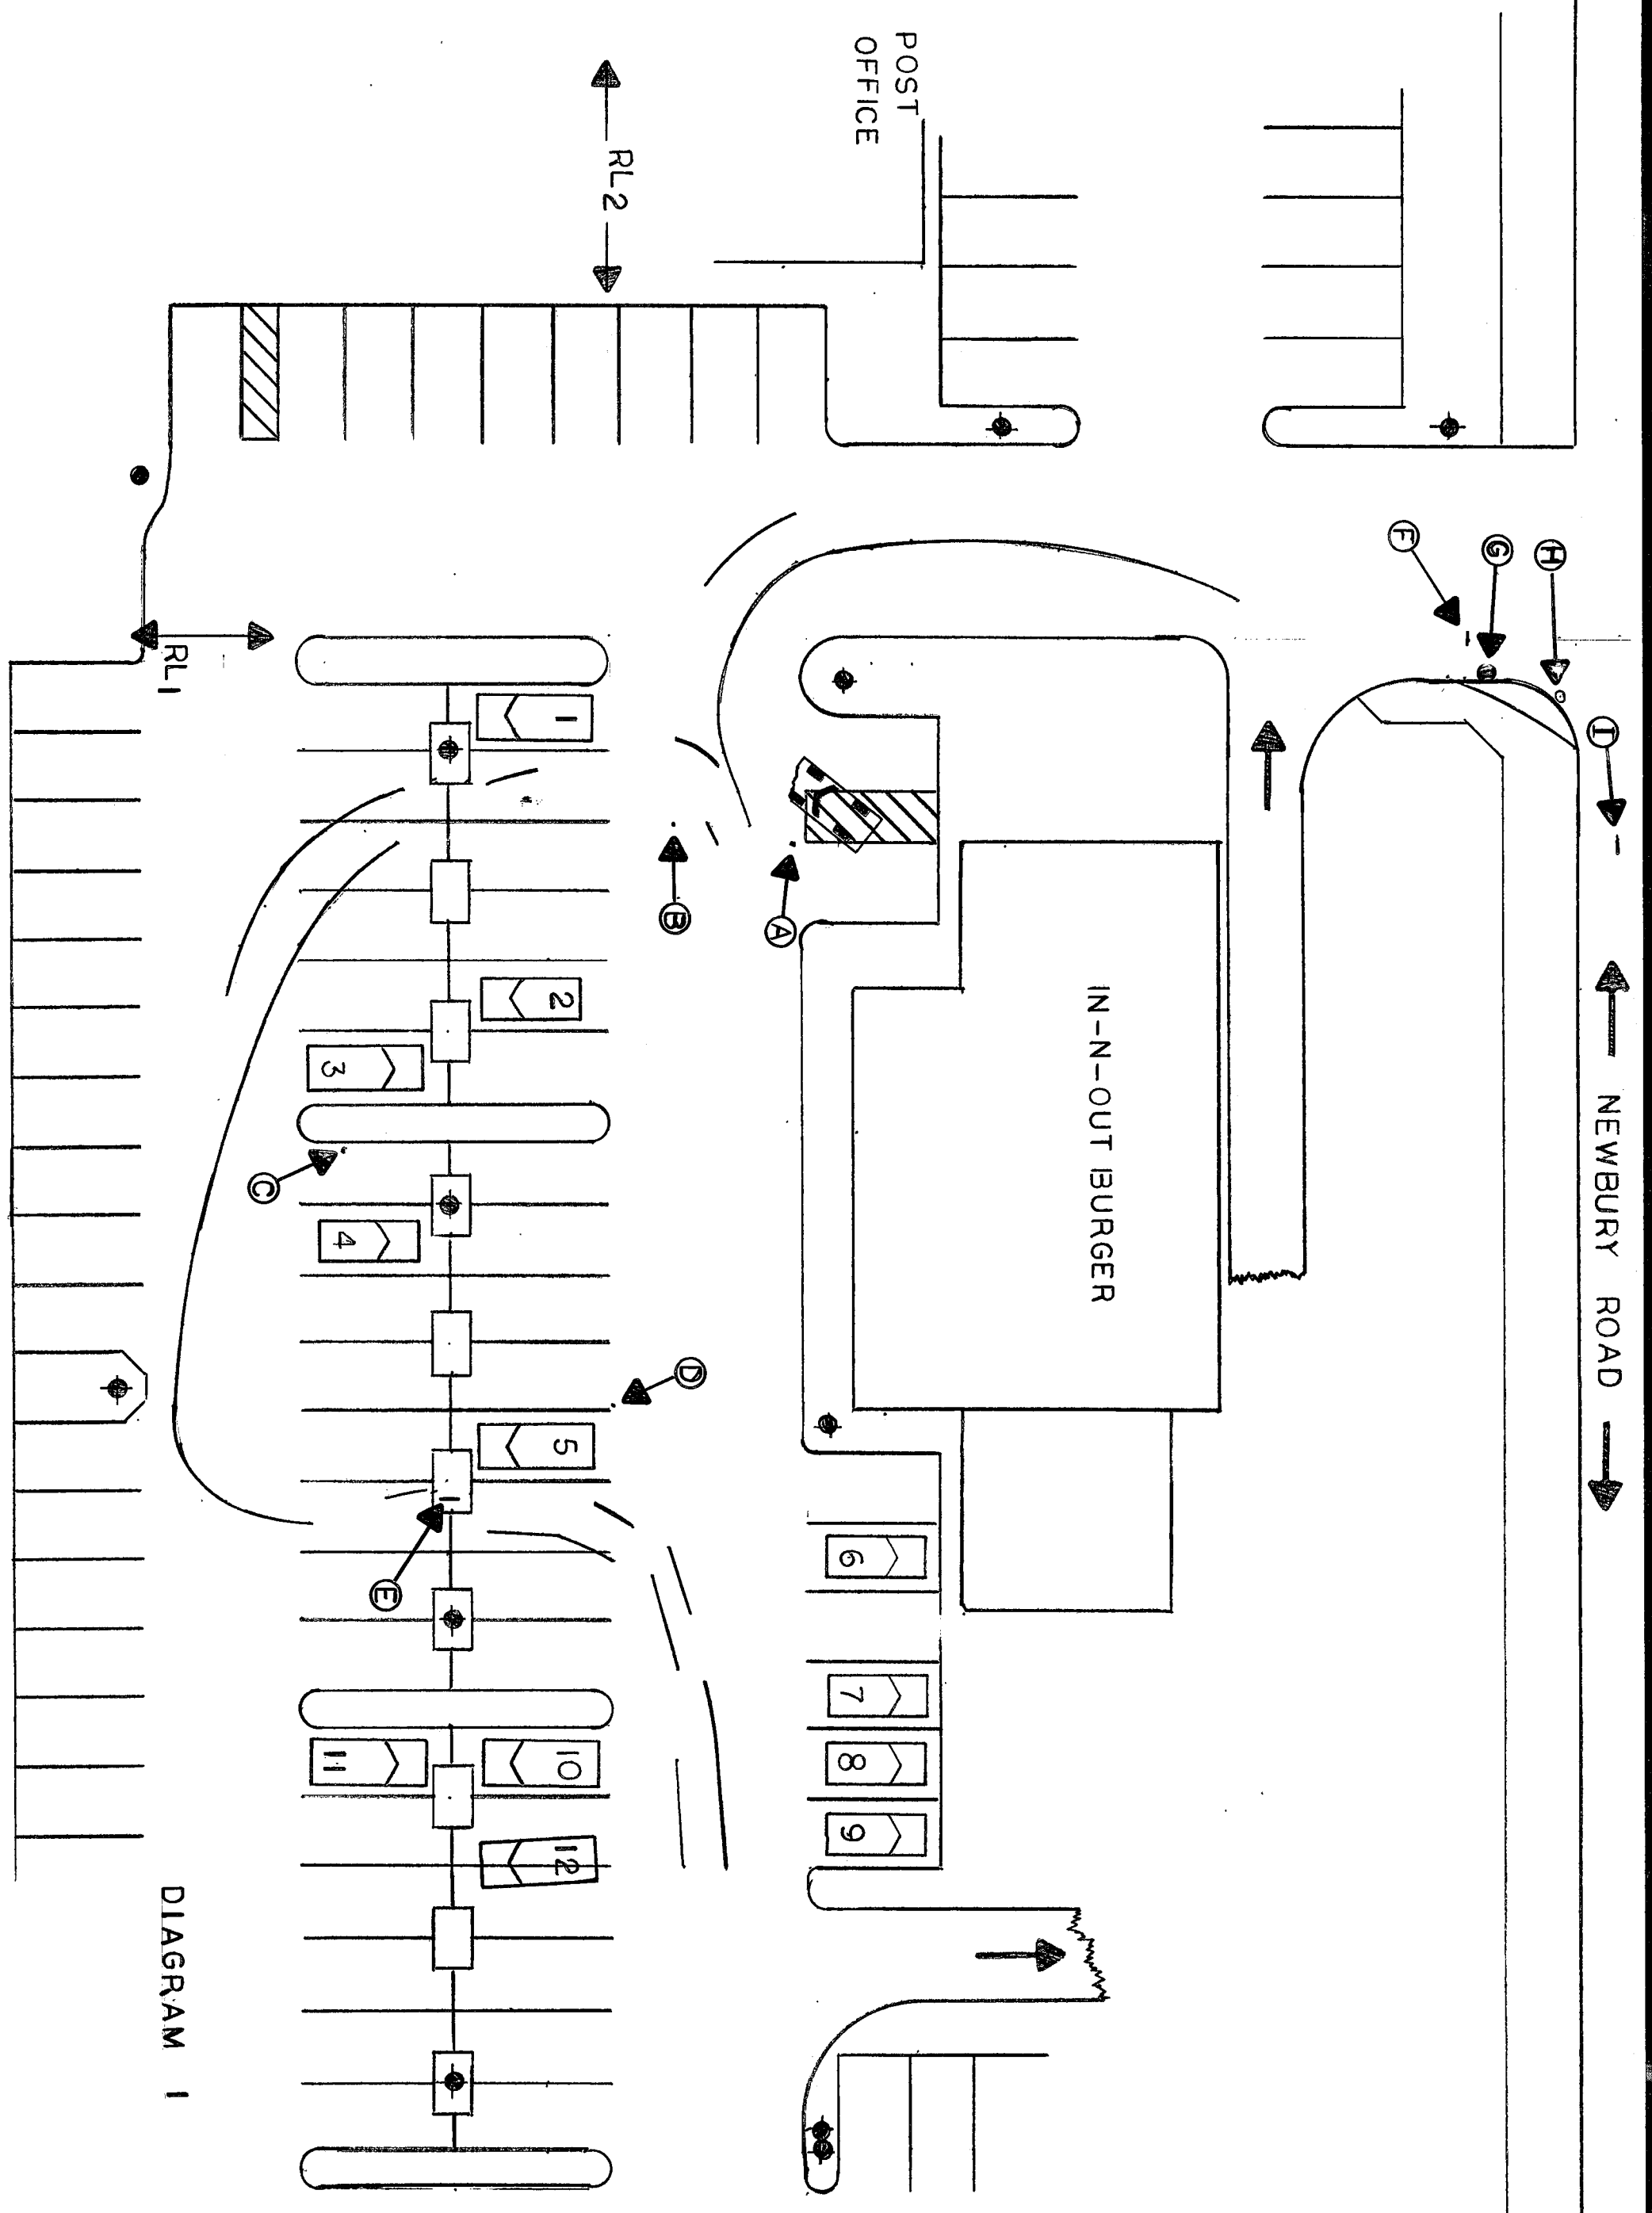 POST
OFFICE
RL2
RL1
NEWBURY ROAD
IN-N-OUT BURGER
F
G
H
I
A
B
C
D
E
1
2
3
4
5
6
7
8
9
10
11
12
DIAGRAM 1